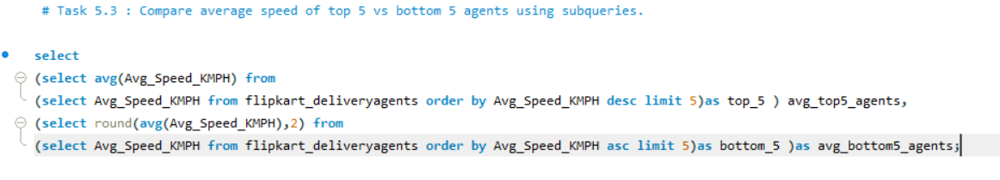 # Task 5.3 : Compare average speed of top 5 vs bottom 5 agents using subqueries.
select
(select avg(Avg_Speed_KMPH) from
(select Avg_Speed_KMPH from flipkart_deliveryagents order by Avg_Speed_KMPH desc limit 5)as top_5 ) avg_top5_agents,
(select round(avg(Avg_Speed_KMPH),2) from
(select Avg_Speed_KMPH from flipkart_deliveryagents order by Avg_Speed_KMPH asc limit 5)as bottom_5 )as avg_bottom5_agents;